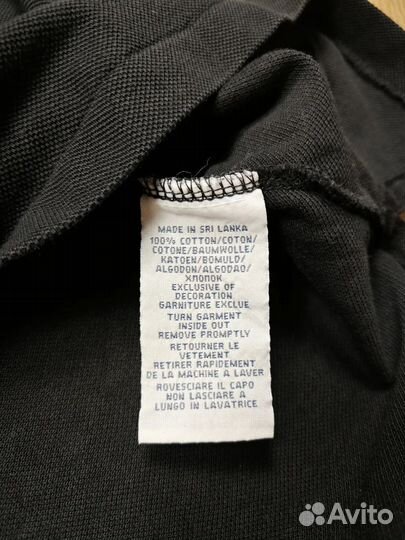 MADE IN SRI LANKA
100% COTTON/COTON/
COTONE/BAUMWOLLE/
KATOEN/BOMULD/
ALGODON/ALGODAO/
ХЛОПОК
EXCLUSIVE OF
DECORATION
GARNITURE EXCLUE
TURN GARMENT
INSIDE OUT
REMOVE PROMPTLY
RETOURNER LE
VETEMENT
RETIRER RAPIDEMENT
DE LA MACHINE A LAVER
ROVESCIARE IL CAPO
NON LASCIARE A
LUNGO IN LAVATRICE
Avito